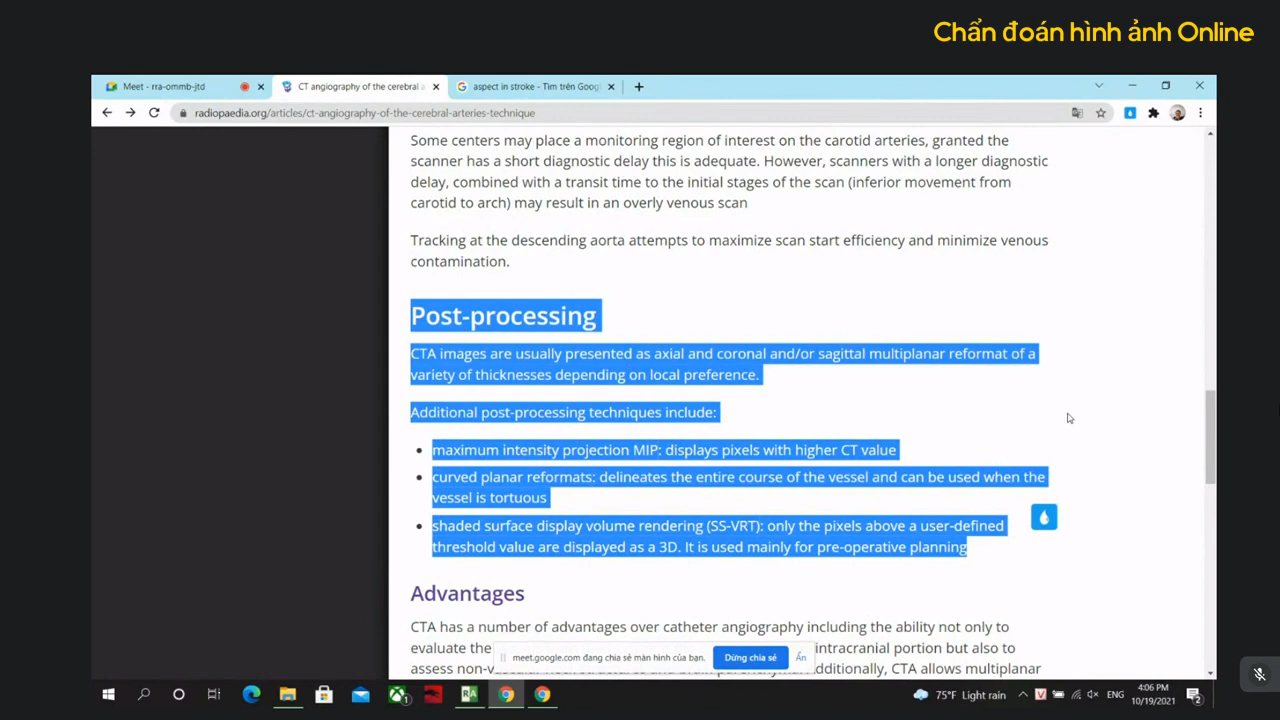 Chẩn đoán hình ảnh Online
Meet - rra-ommb-jtd
CT angiography of the cerebral a
aspect in stroke - Tìm trên Goog
radiopaedia.org/articles/ct-angiography-of-the-cerebral-arteries-technique
Some centers may place a monitoring region of interest on the carotid arteries, granted the
scanner has a short diagnostic delay this is adequate. However, scanners with a longer diagnostic
delay, combined with a transit time to the initial stages of the scan (inferior movement from
carotid to arch) may result in an overly venous scan
Tracking at the descending aorta attempts to maximize scan start efficiency and minimize venous
contamination.
Post-processing
CTA images are usually presented as axial and coronal and/or sagittal multiplanar reformat of a
variety of thicknesses depending on local preference.
Additional post-processing techniques include:
• maximum intensity projection MIP: displays pixels with higher CT value
• curved planar reformats: delineates the entire course of the vessel and can be used when the
vessel is tortuous
• shaded surface display volume rendering (SS-VRT): only the pixels above a user-defined
threshold value are displayed as a 3D. It is used mainly for pre-operative planning
Advantages
CTA has a number of advantages over catheter angiography including the ability not only to
evaluate the intracranial portion but also to
meet.google.com đang chia sẻ màn hình của bạn.
Dừng chia sẻ
Ẩn
assess non-v additionally, CTA allows multiplanar
RA
75°F Light rain
V
ENG
4:06 PM
10/19/2021
2